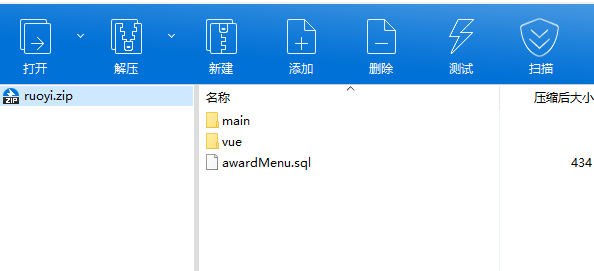 打开 解压 新建 添加 删除 测试 扫描
ZIP ruoyi.zip
名称 压缩后大小
main
vue
awardMenu.sql 434